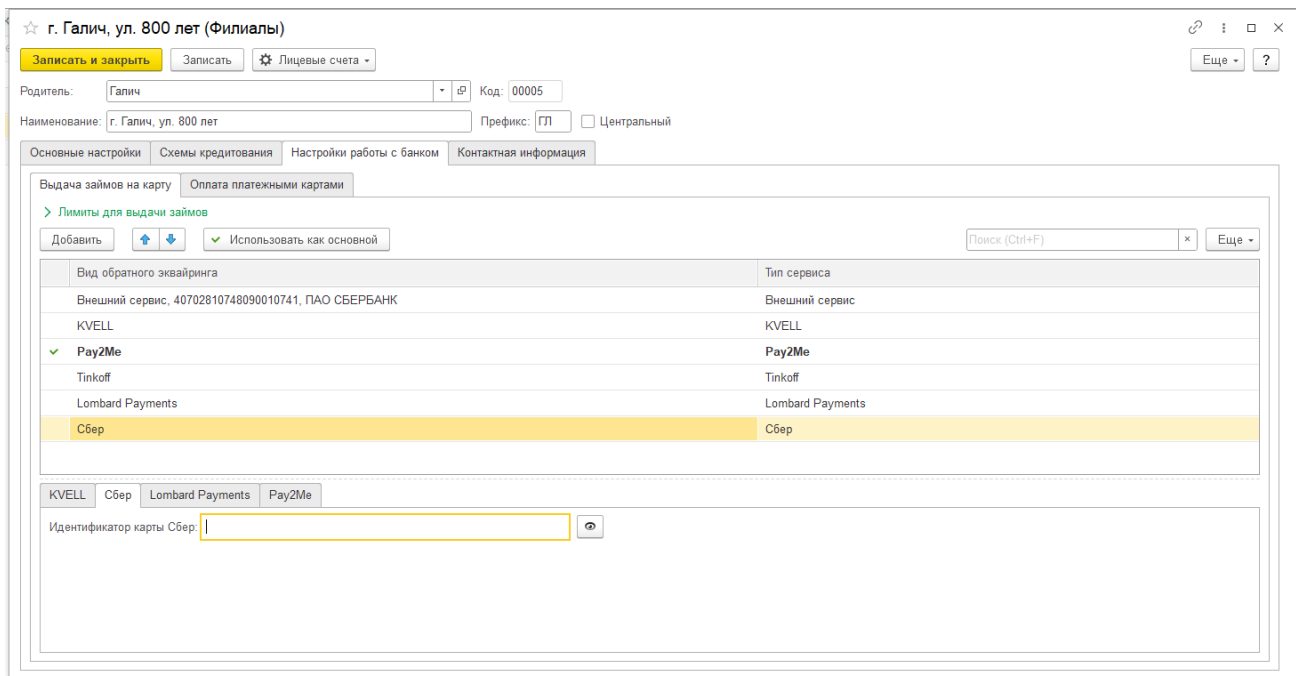 г. Галич, ул. 800 лет (Филиалы)
Записать и закрыть Записать Лицевые счета Еще ?
Родитель: Галич Код: 00005
Наименование: г. Галич, ул. 800 лет Префикс: ГЛ Центральный
Основные настройки Схемы кредитования Настройки работы с банком Контактная информация
Выдача займов на карту Оплата платежными картами
Лимиты для выдачи займов
Добавить Использовать как основной Поиск (Ctrl+F) × Еще
Вид обратного эквайринга Тип сервиса
Внешний сервис, 40702810748090010741, ПАО СБЕРБАНК Внешний сервис
KVELL KVELL
Pay2Me Pay2Me
Tinkoff Tinkoff
Lombard Payments Lombard Payments
Сбер Сбер
KVELL Сбер Lombard Payments Pay2Me
Идентификатор карты Сбер: